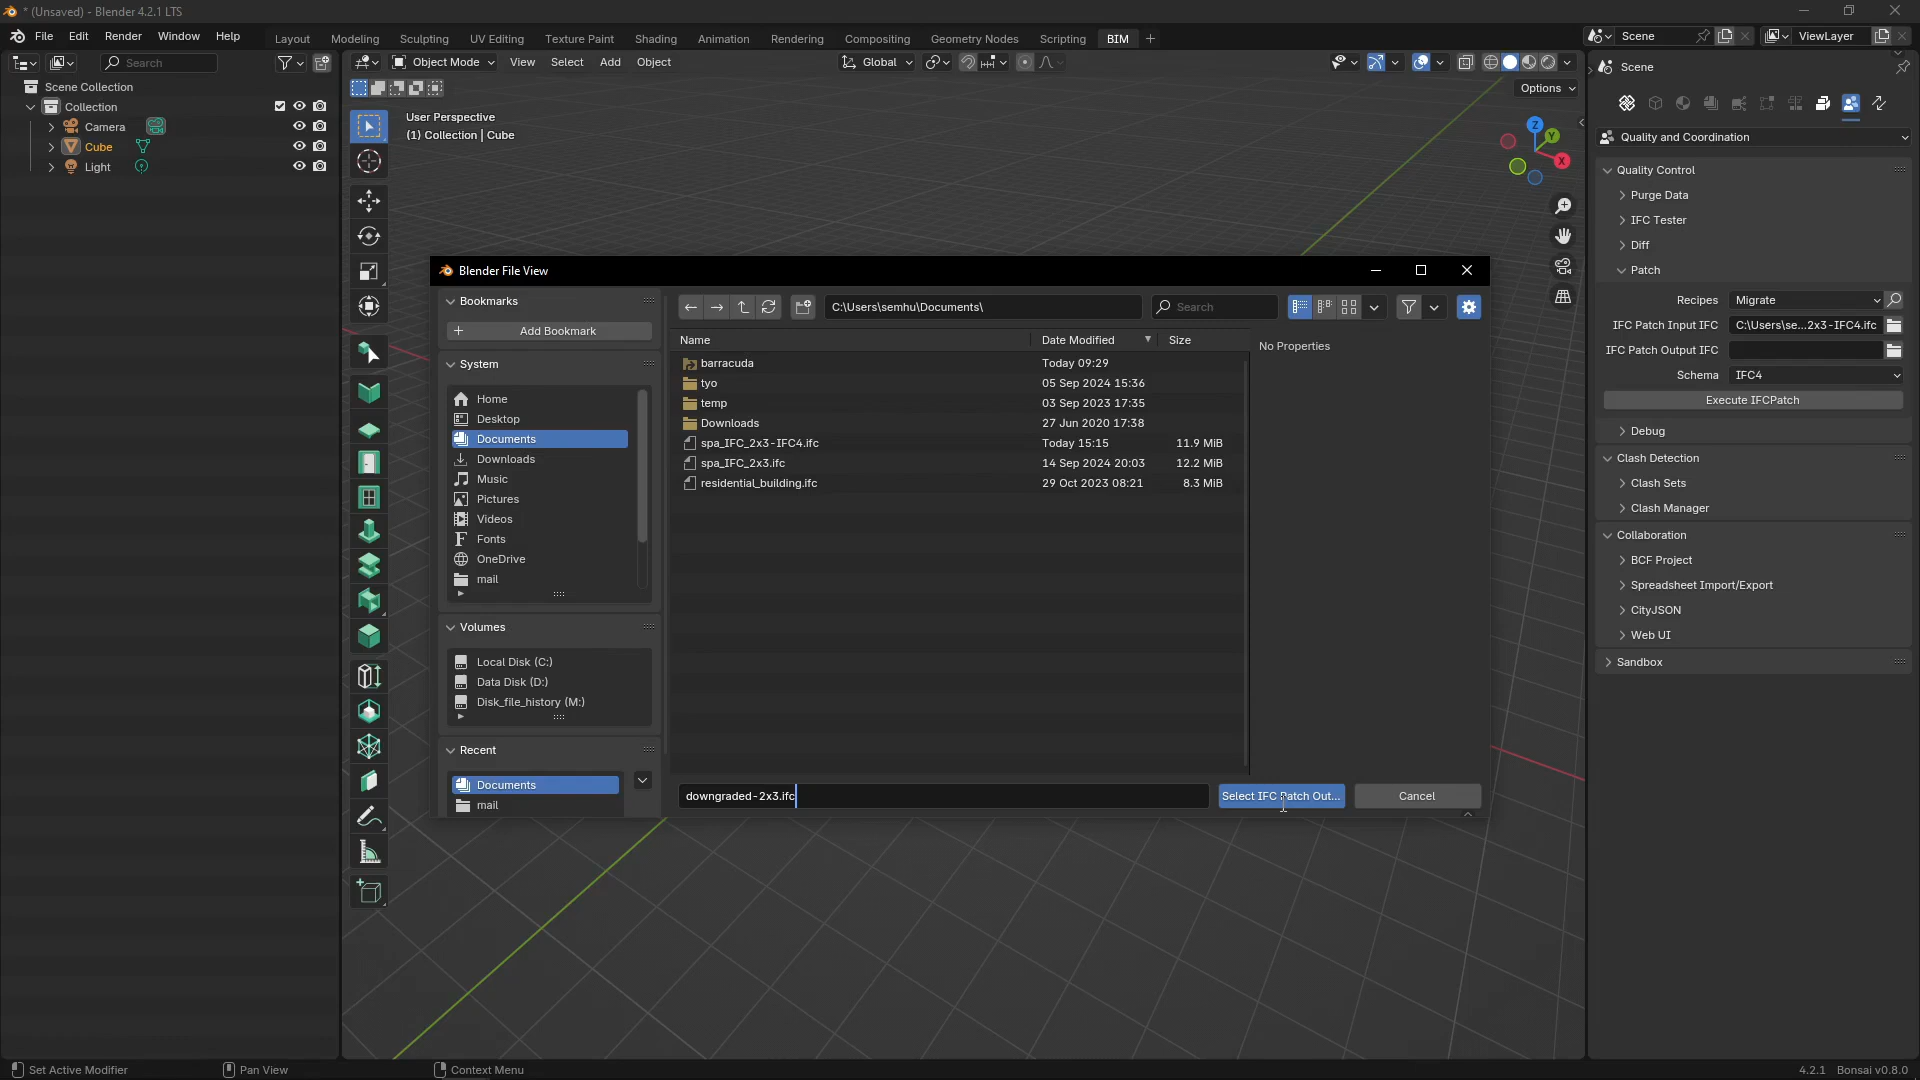 * (Unsaved) - Blender 4.2.1 LTS
File Edit Render Window Help
Layout Modeling Sculpting UV Editing Texture Paint Shading Animation Rendering Compositing Geometry Nodes Scripting BIM
Scene
ViewLayer
Search
Object Mode View Select Add Object
Global
Options
Scene Collection
Collection
Camera
Cube
Light
User Perspective
(1) Collection | Cube
Z
Y
X
Blender File View
Bookmarks
Add Bookmark
System
Home
Desktop
Documents
Downloads
Music
Pictures
Videos
Fonts
OneDrive
mail
Volumes
Local Disk (C:)
Data Disk (D:)
Disk_file_history (M:)
Recent
Documents
mail
C:\Users\semhu\Documents\
Search
Name Date Modified Size
barracuda Today 09:29
tyo 05 Sep 2024 15:36
temp 03 Sep 2023 17:35
Downloads 27 Jun 2020 17:38
spa_IFC_2x3-IFC4.ifc Today 15:15 11.9 MiB
spa_IFC_2x3.ifc 14 Sep 2024 20:03 12.2 MiB
residential_building.ifc 29 Oct 2023 08:21 8.3 MiB
No Properties
downgraded-2x3.ifc
Select IFC Patch Out...
Cancel
Scene
Quality and Coordination
Quality Control
Purge Data
IFC Tester
Diff
Patch
Recipes Migrate
IFC Patch Input IFC C:\Users\se...2x3-IFC4.ifc
IFC Patch Output IFC
Schema IFC4
Execute IFCPatch
Debug
Clash Detection
Clash Sets
Clash Manager
Collaboration
BCF Project
Spreadsheet Import/Export
CityJSON
Web UI
Sandbox
Set Active Modifier
Pan View
Context Menu
4.2.1 Bonsai v0.8.0